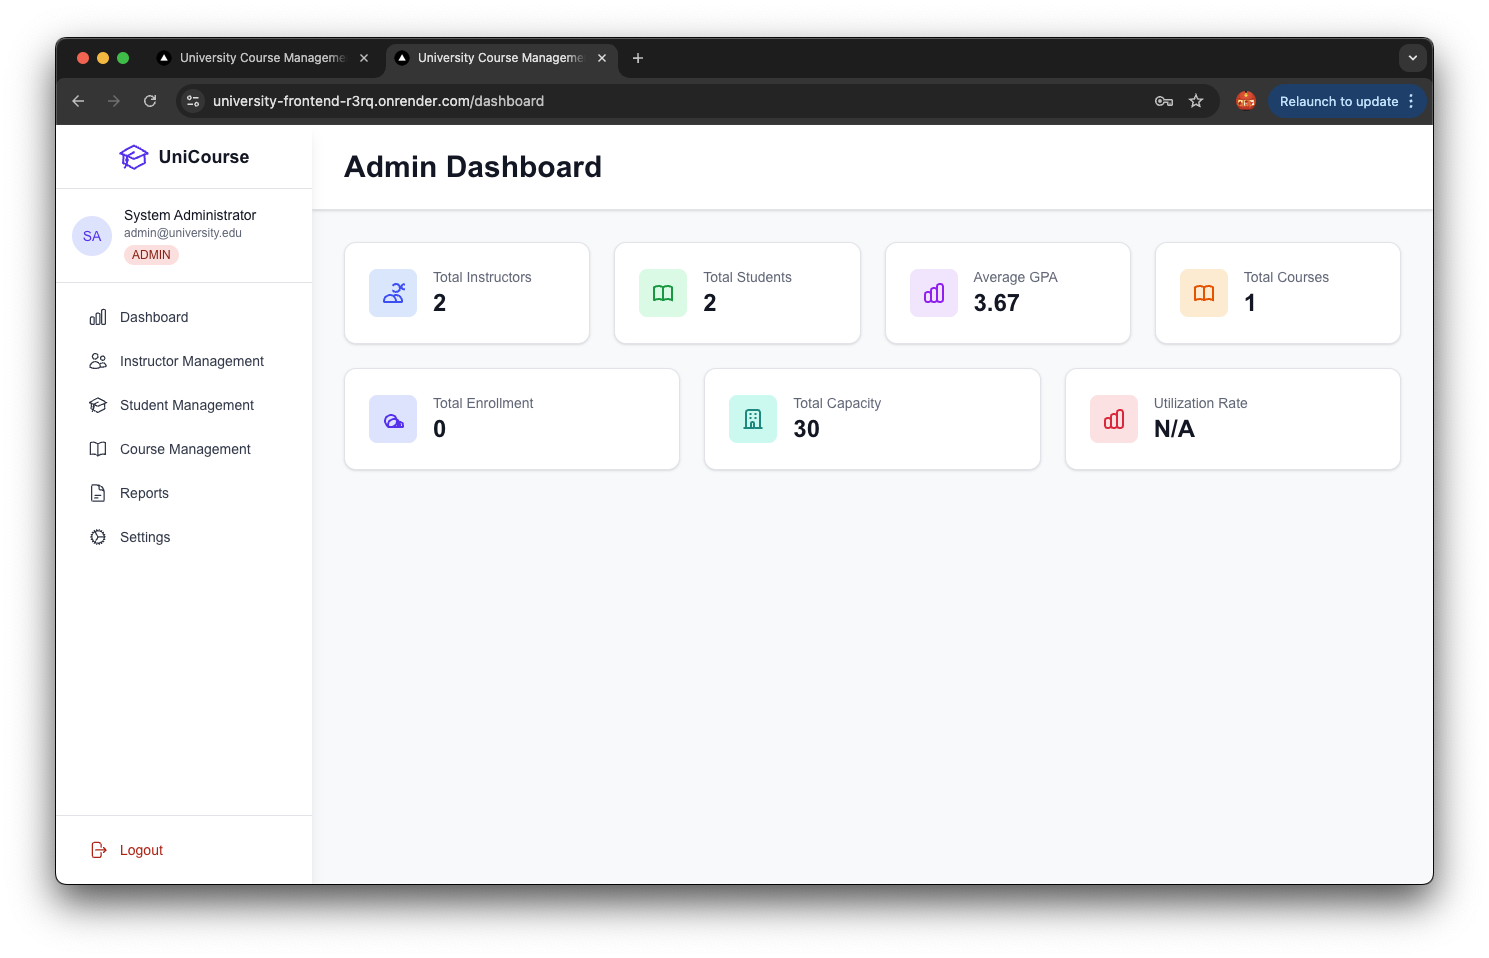 University Course Manageme
University Course Manageme
university-frontend-r3rq.onrender.com/dashboard
Relaunch to update
UniCourse
SA
System Administrator
admin@university.edu
ADMIN
Dashboard
Instructor Management
Student Management
Course Management
Reports
Settings
Logout
Admin Dashboard
Total Instructors
2
Total Students
2
Average GPA
3.67
Total Courses
1
Total Enrollment
0
Total Capacity
30
Utilization Rate
N/A